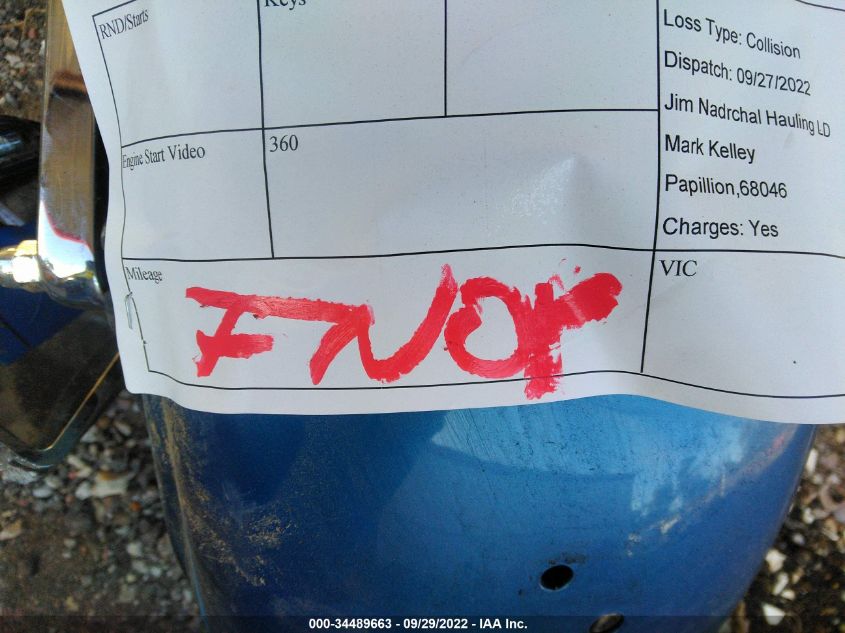 RND/Starts
Keys
Engine Start Video
360
Mileage
FNOP
Loss Type: Collision
Dispatch: 09/27/2022
Jim Nadrchal Hauling LD
Mark Kelley
Papillion,68046
Charges: Yes
VIC
000-34489663 - 09/29/2022 - IAA Inc.